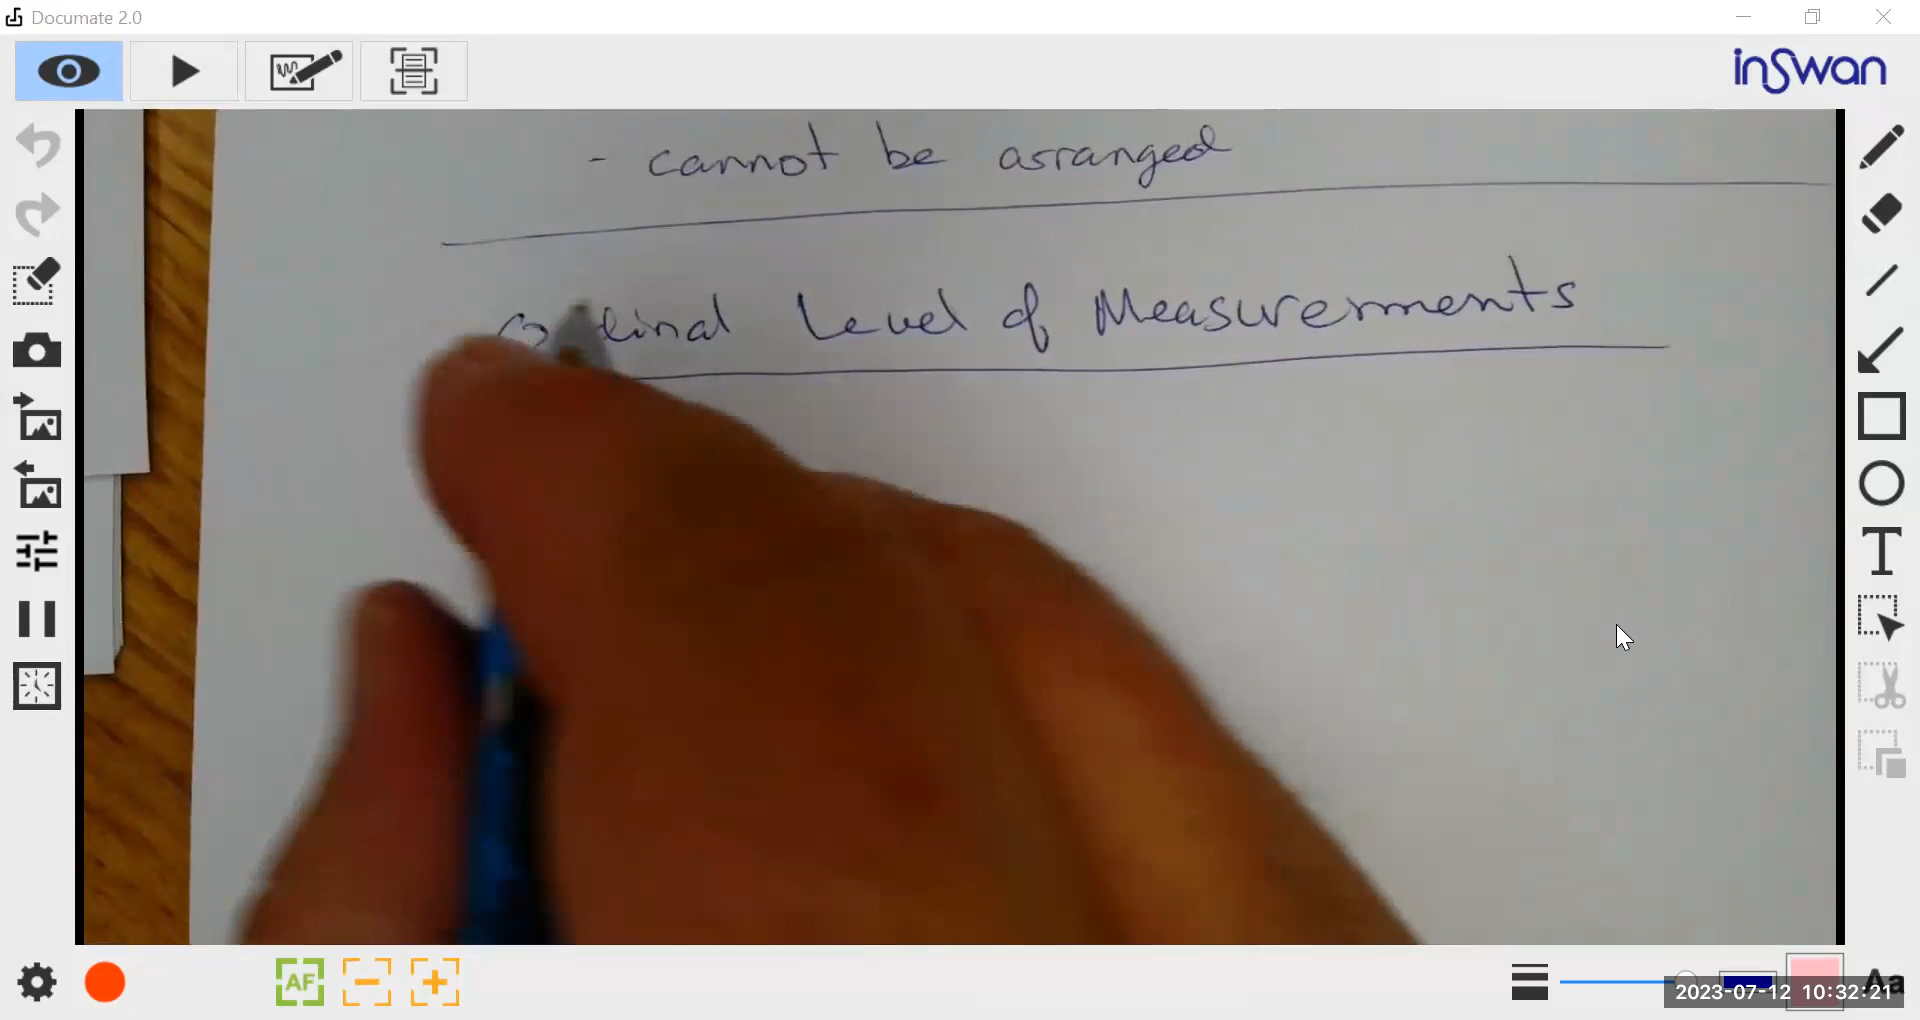 Documate 2.0
inSwan
- cannot be arranged
Level of Measurements
T
AF
Aa
2023-07-12 10:32:21